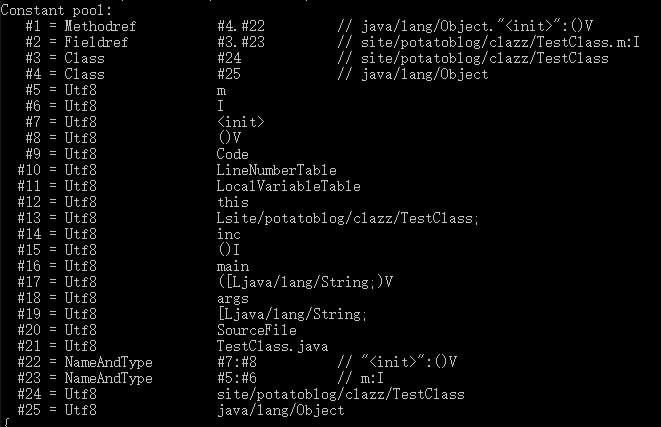 Constant pool:
#1 = Methodref #4.#22 // java/lang/Object."<init>":()V
#2 = Fieldref #3.#23 // site/potatoblog/clazz/TestClass.m:I
#3 = Class #24 // site/potatoblog/clazz/TestClass
#4 = Class #25 // java/lang/Object
#5 = Utf8 m
#6 = Utf8 I
#7 = Utf8 <init>
#8 = Utf8 ()V
#9 = Utf8 Code
#10 = Utf8 LineNumberTable
#11 = Utf8 LocalVariableTable
#12 = Utf8 this
#13 = Utf8 Lsite/potatoblog/clazz/TestClass;
#14 = Utf8 inc
#15 = Utf8 ()I
#16 = Utf8 main
#17 = Utf8 ([Ljava/lang/String;)V
#18 = Utf8 args
#19 = Utf8 [Ljava/lang/String;
#20 = Utf8 SourceFile
#21 = Utf8 TestClass.java
#22 = NameAndType #7:#8 // "<init>":()V
#23 = NameAndType #5:#6 // m:I
#24 = Utf8 site/potatoblog/clazz/TestClass
#25 = Utf8 java/lang/Object
{